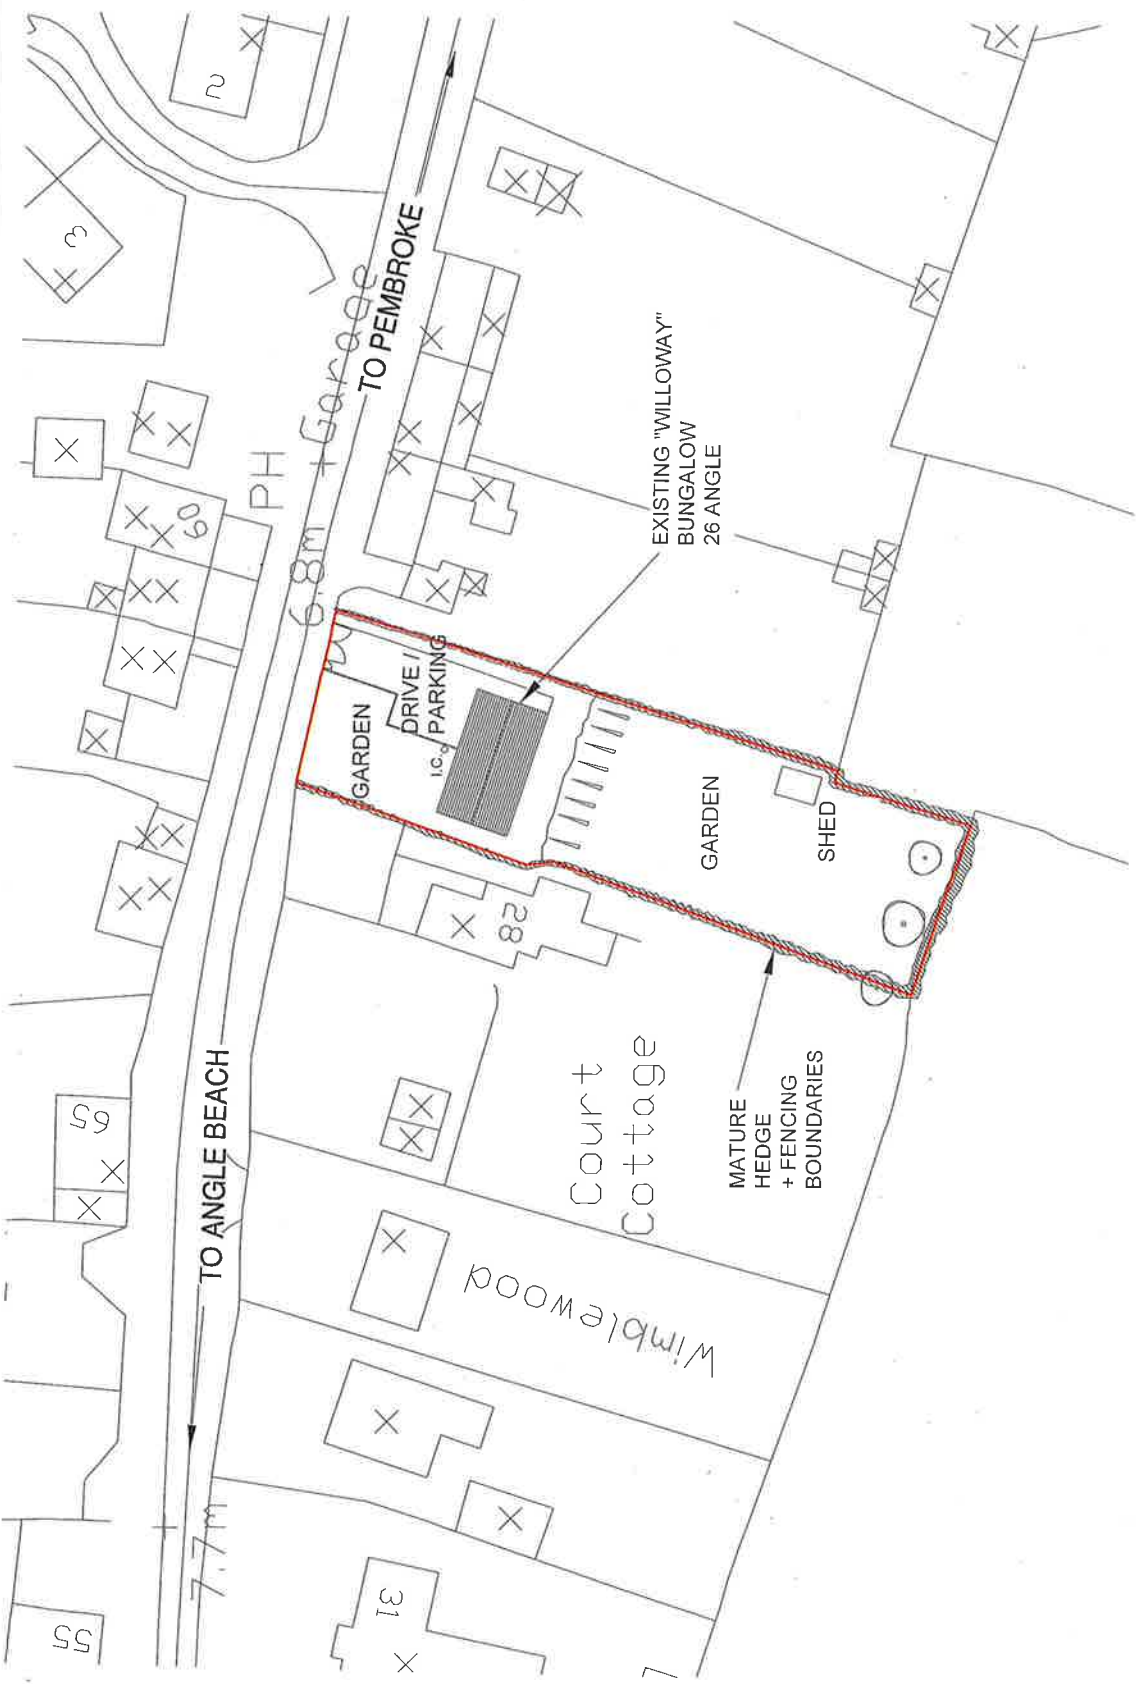 TO ANGLE BEACH
TO PEMBROKE
7.7m
6.8m
PH
Garage
55
65
60
3
2
31
28
Wimblewood
Court
Cottage
GARDEN
DRIVE /
PARKING
I.C.
EXISTING "WILLOWAY"
BUNGALOW
26 ANGLE
GARDEN
SHED
MATURE
HEDGE
+ FENCING
BOUNDARIES